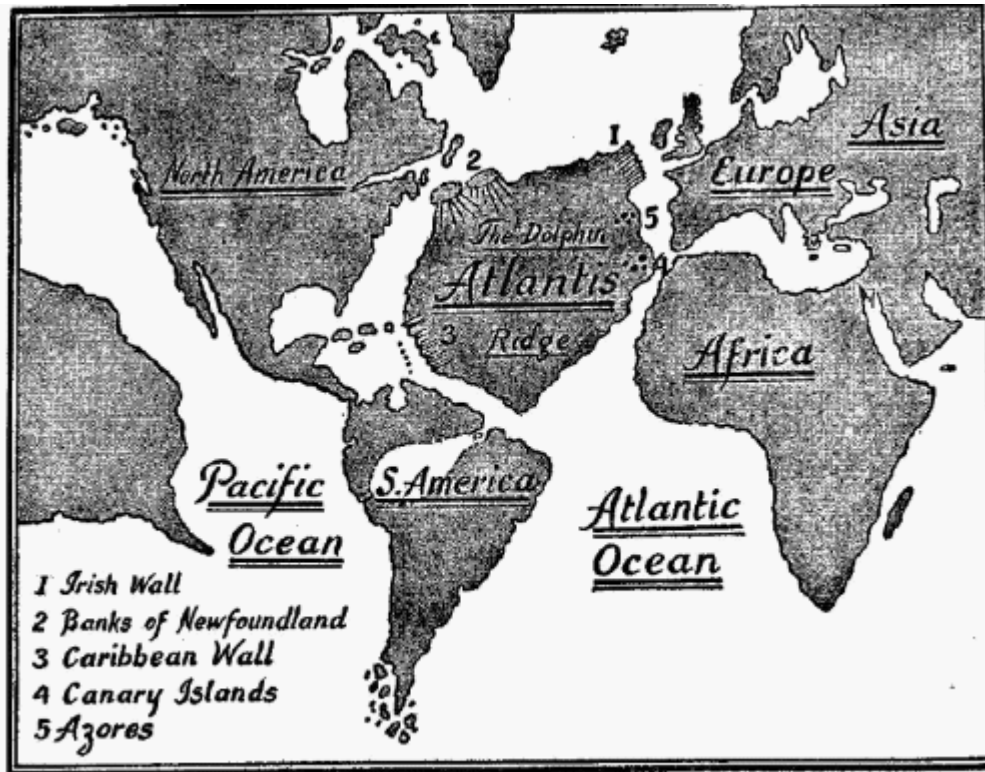 Asia
North America
1
2
Europe
5
The Dolphin
4
Atlantis
3 Ridge
Africa
Pacific
Ocean
S. America
Atlantic
Ocean
1 Irish Wall
2 Banks of Newfoundland
3 Caribbean Wall
4 Canary Islands
5 Azores